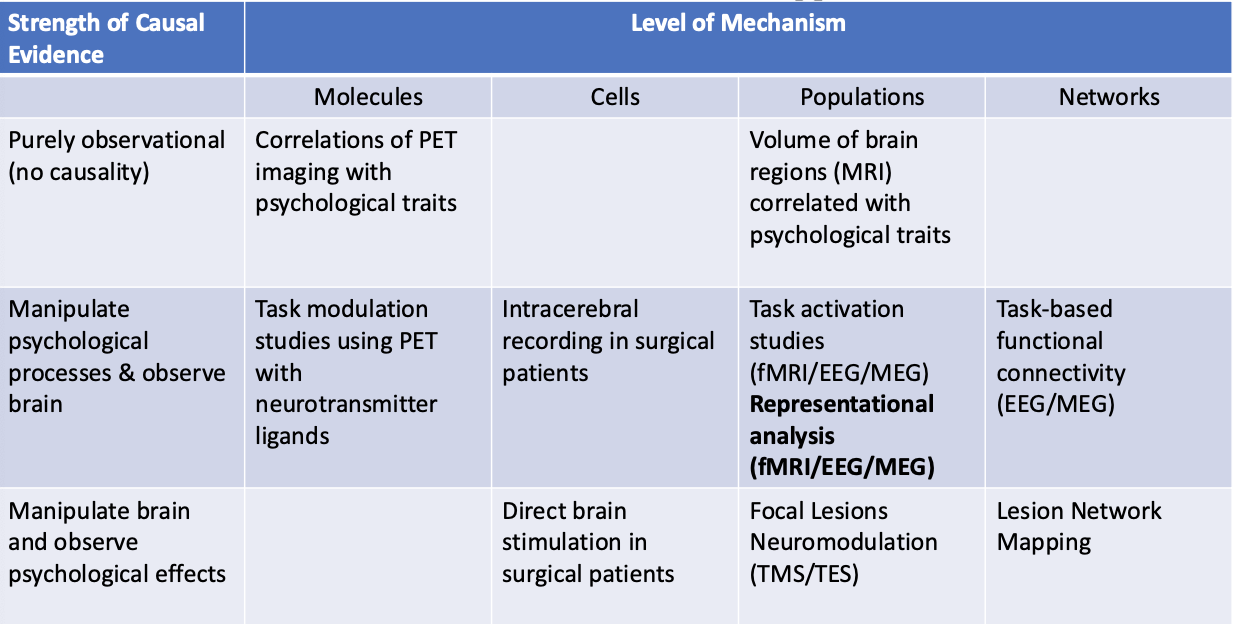 Strength of Causal
Evidence
Level of Mechanism
Molecules
Cells
Populations
Networks
Purely observational
(no causality)
Correlations of PET
imaging with
psychological traits
Volume of brain
regions (MRI)
correlated with
psychological traits
Manipulate
psychological
processes & observe
brain
Task modulation
studies using PET
with
neurotransmitter
ligands
Intracerebral
recording in surgical
patients
Task activation
studies
(fMRI/EEG/MEG)
Representational
analysis
(fMRI/EEG/MEG)
Task-based
functional
connectivity
(EEG/MEG)
Manipulate brain
and observe
psychological effects
Direct brain
stimulation in
surgical patients
Focal Lesions
Neuromodulation
(TMS/TES)
Lesion Network
Mapping